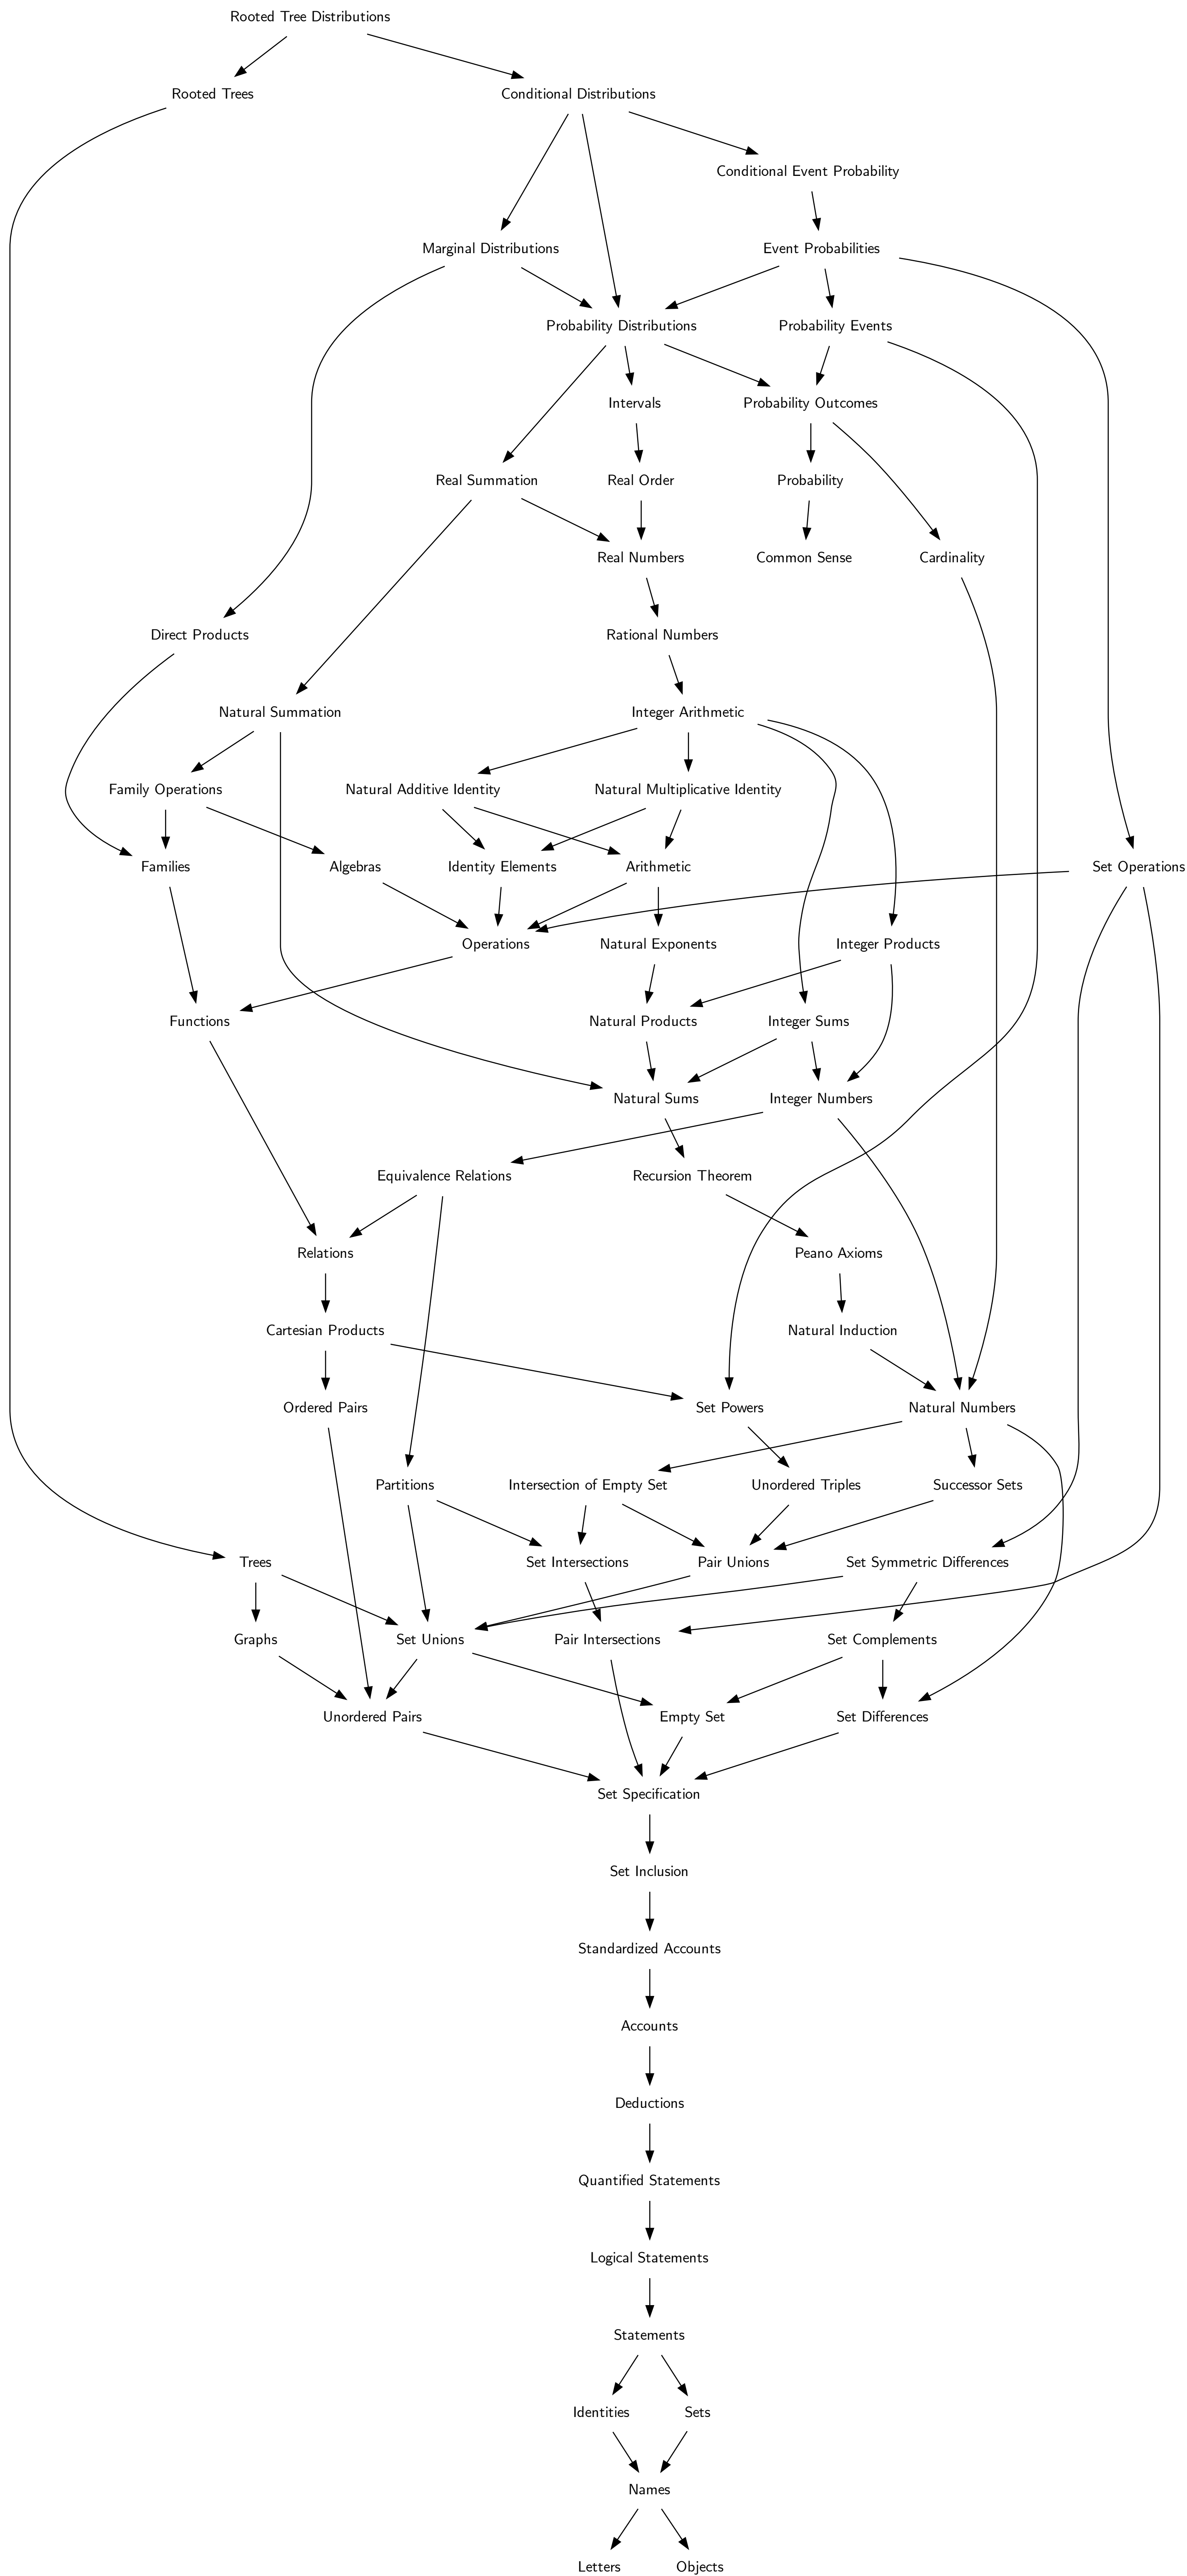 Rooted Tree Distributions
Rooted Trees
Conditional Distributions
Conditional Event Probability
Marginal Distributions
Event Probabilities
Probability Distributions
Probability Events
Intervals
Probability Outcomes
Real Summation
Real Order
Probability
Real Numbers
Common Sense
Cardinality
Direct Products
Rational Numbers
Natural Summation
Integer Arithmetic
Family Operations
Natural Additive Identity
Natural Multiplicative Identity
Families
Algebras
Identity Elements
Arithmetic
Set Operations
Operations
Natural Exponents
Integer Products
Functions
Natural Products
Integer Sums
Natural Sums
Integer Numbers
Equivalence Relations
Recursion Theorem
Relations
Peano Axioms
Cartesian Products
Natural Induction
Ordered Pairs
Set Powers
Natural Numbers
Partitions
Intersection of Empty Set
Unordered Triples
Successor Sets
Trees
Set Intersections
Pair Unions
Set Symmetric Differences
Graphs
Set Unions
Pair Intersections
Set Complements
Unordered Pairs
Empty Set
Set Differences
Set Specification
Set Inclusion
Standardized Accounts
Accounts
Deductions
Quantified Statements
Logical Statements
Statements
Identities
Sets
Names
Letters
Objects